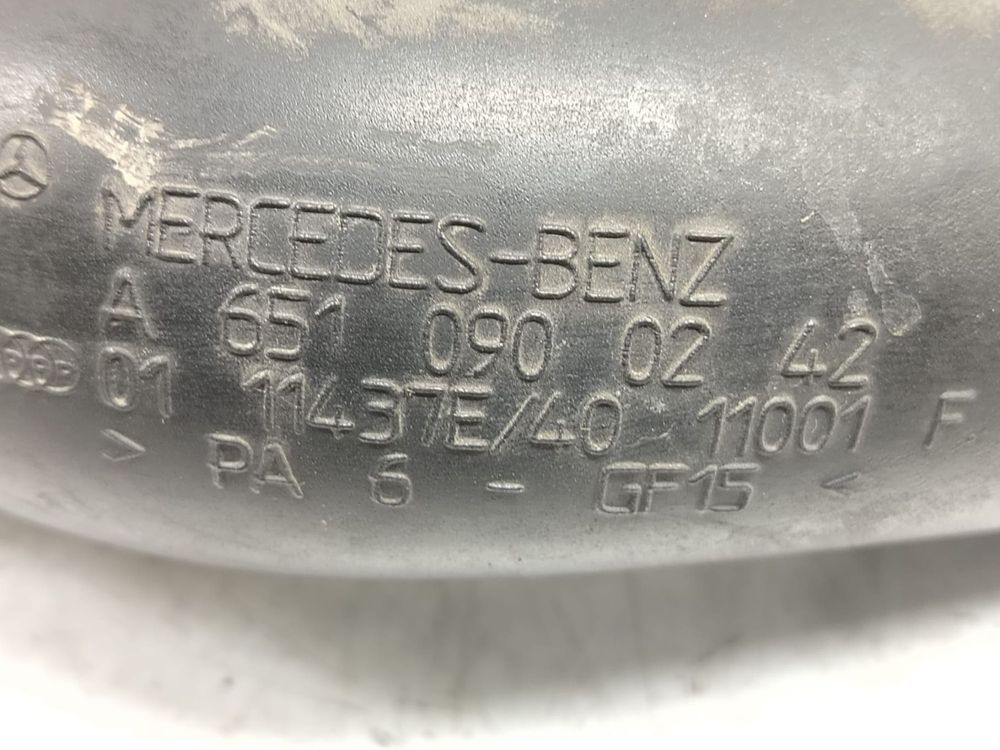 MERCEDES-BENZ
A 651 090 02 42
01 11437E/40 11001 F
> PA 6 - GF15 <